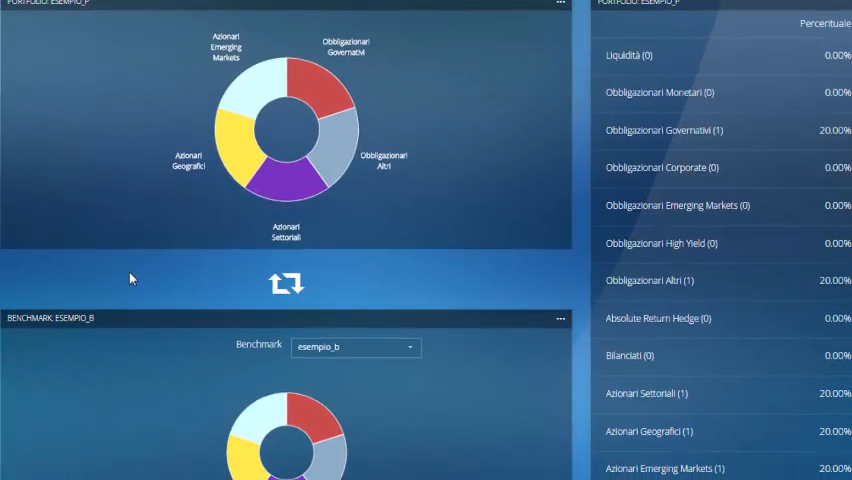 PORTFOLIO: ESEMPIO_P
Azionari
Emerging
Markets
Obbligazionari
Governativi
Azionari
Geografici
Obbligazionari
Altri
Azionari
Settoriali
BENCHMARK: ESEMPIO_B
Benchmark
esempio_b
PORTFOLIO: ESEMPIO_P
Percentuale
Liquidità (0) 0.00%
Obbligazionari Monetari (0) 0.00%
Obbligazionari Governativi (1) 20.00%
Obbligazionari Corporate (0) 0.00%
Obbligazionari Emerging Markets (0) 0.00%
Obbligazionari High Yield (0) 0.00%
Obbligazionari Altri (1) 20.00%
Absolute Return Hedge (0) 0.00%
Bilanciati (0) 0.00%
Azionari Settoriali (1) 20.00%
Azionari Geografici (1) 20.00%
Azionari Emerging Markets (1) 20.00%